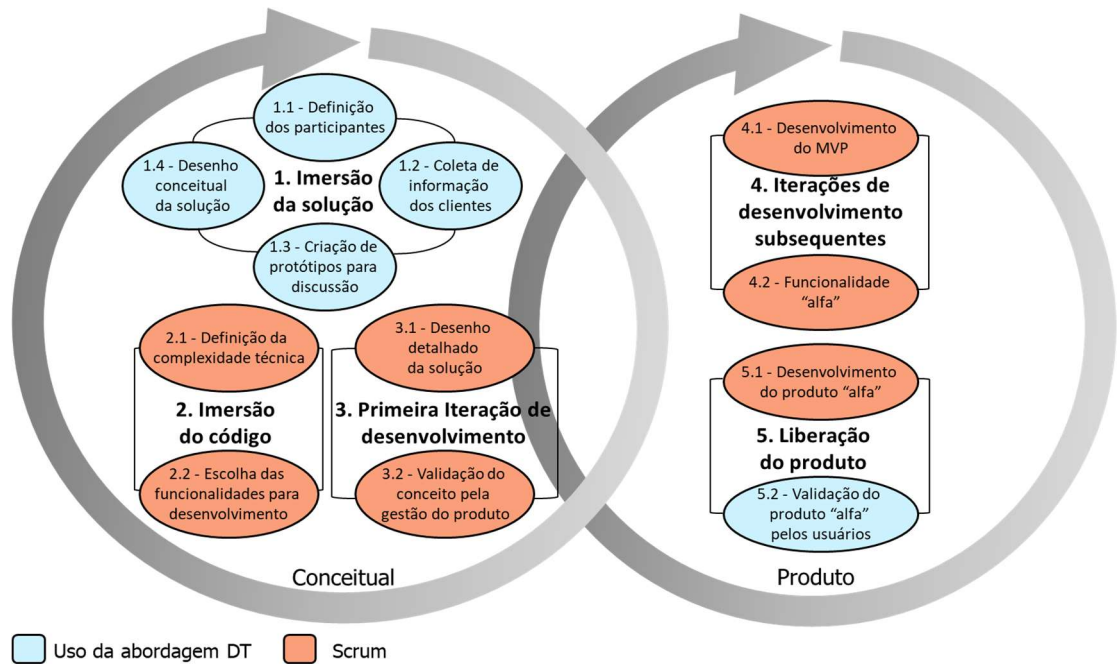 1.1 - Definição
dos participantes
1.4 - Desenho
conceitual
da solução
1. Imersão
da solução
1.2 - Coleta de
informação
dos clientes
1.3 - Criação de
protótipos para
discussão
2.1 - Definição da
complexidade técnica
2. Imersão
do código
2.2 - Escolha das
funcionalidades para
desenvolvimento
3.1 - Desenho
detalhado
da solução
3. Primeira Iteração de
desenvolvimento
3.2 - Validação do
conceito pela
gestão do produto
Conceitual
4.1 - Desenvolvimento
do MVP
4. Iterações de
desenvolvimento
subsequentes
4.2 - Funcionalidade
“alfa”
5.1 - Desenvolvimento
do produto “alfa”
5. Liberação
do produto
5.2 - Validação do
produto “alfa”
pelos usuários
Produto
Uso da abordagem DT
Scrum